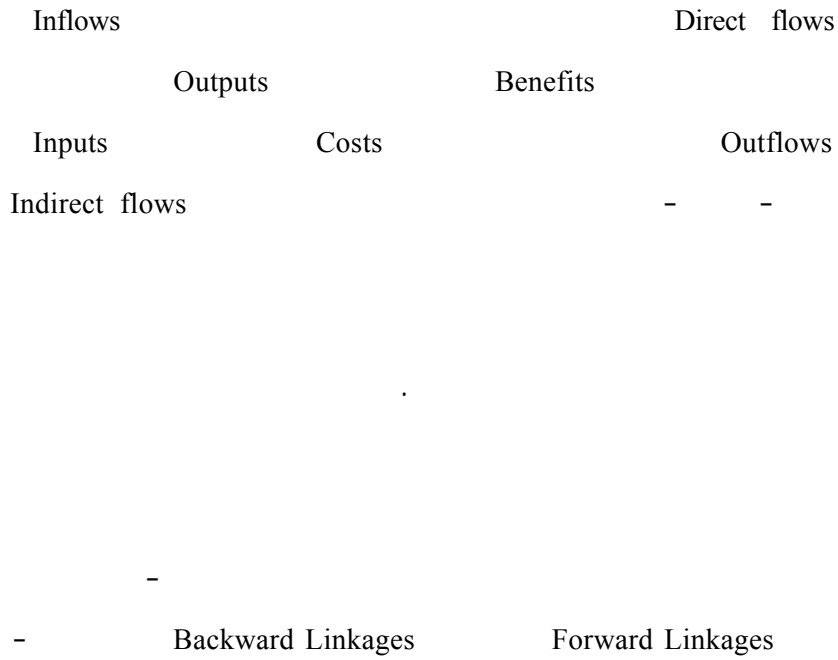 Inflows Direct flows
Outputs Benefits
Inputs Costs Outflows
Indirect flows - -
.
-
- Backward Linkages Forward Linkages